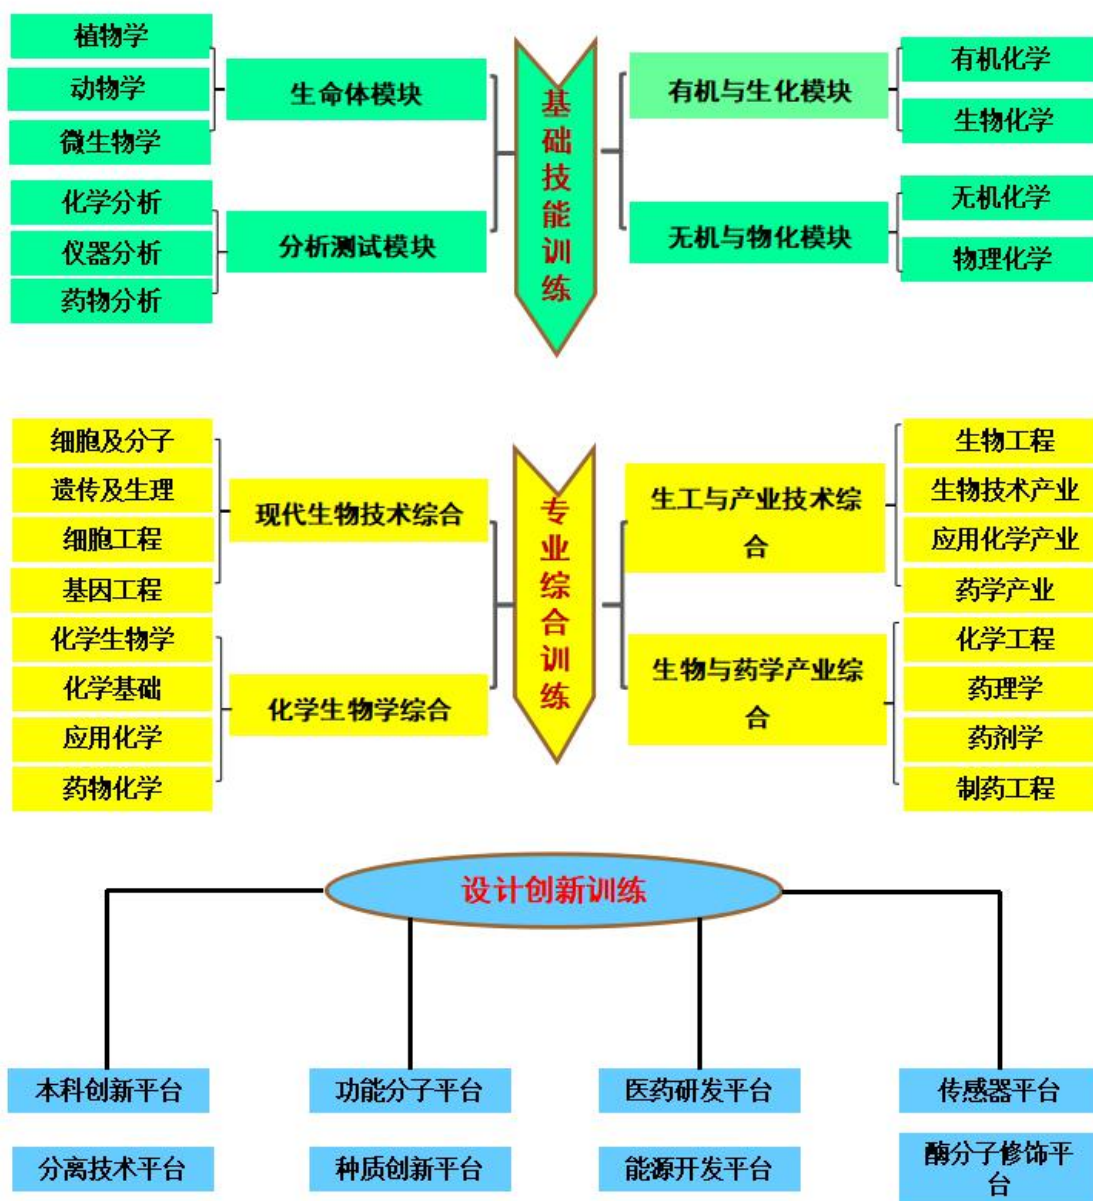 植物学
动物学
微生物学
生命体模块
化学分析
仪器分析
药物分析
分析测试模块
基础技能训练
有机与生化模块
有机化学
生物化学
无机与物化模块
无机化学
物理化学
细胞及分子
遗传及生理
细胞工程
基因工程
现代生物技术综合
化学生物学
化学基础
应用化学
药物化学
化学生物学综合
专业综合训练
生工与产业技术综
合
生物工程
生物技术产业
应用化学产业
药学产业
生物与药学产业综
合
化学工程
药理学
药剂学
制药工程
设计创新训练
本科创新平台
功能分子平台
医药研发平台
传感器平台
分离技术平台
种质创新平台
能源开发平台
酶分子修饰平
台